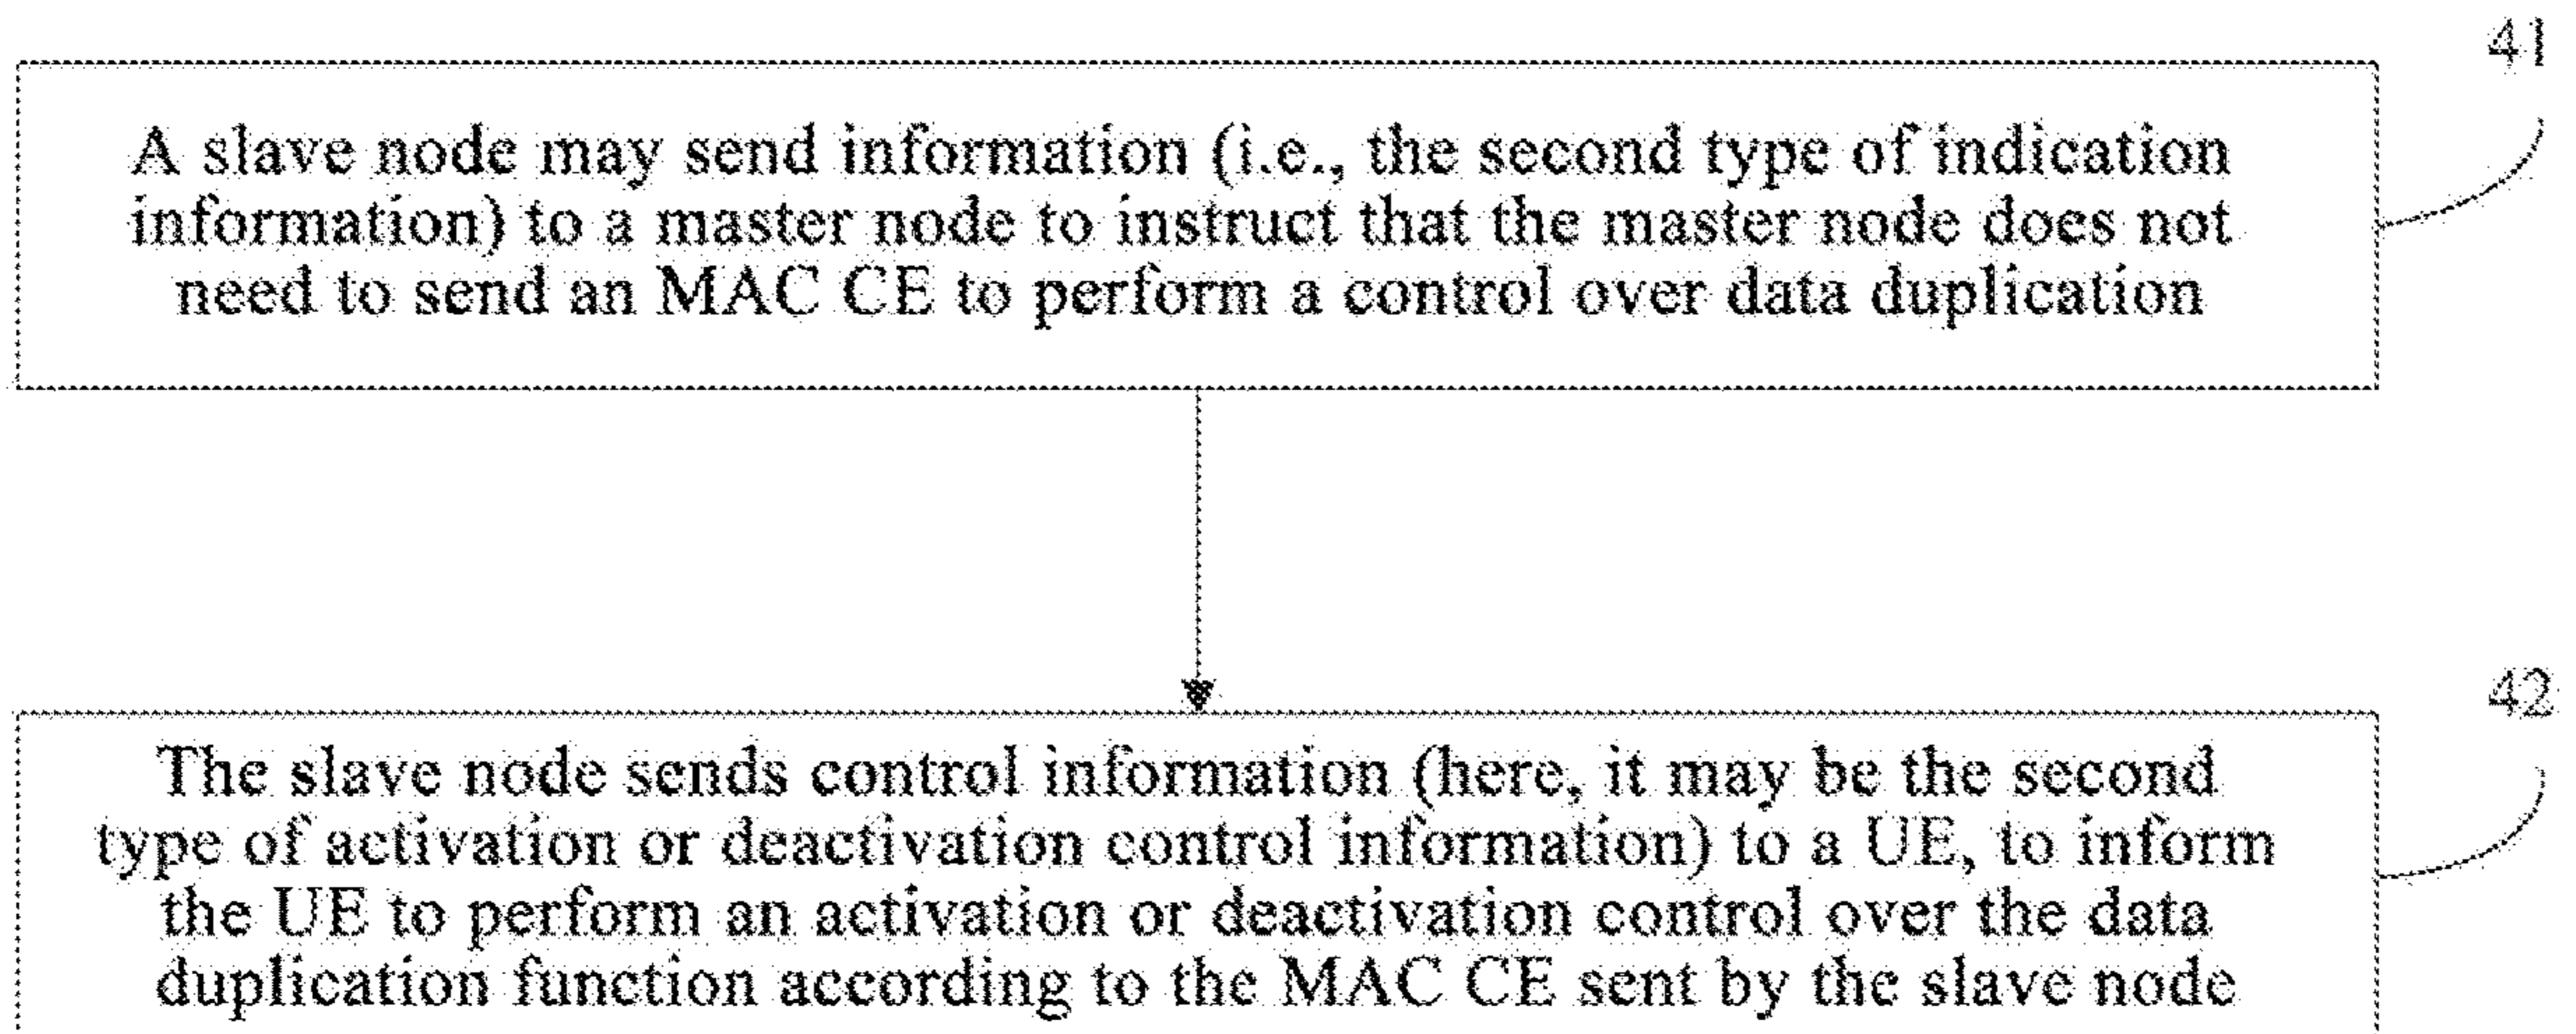 41
A slave node may send information (i.e., the second type of indication
information) to a master node to instruct that the master node does not
need to send an MAC CE to perform a control over data duplication
42
The slave node sends control information (here, it may be the second
type of activation or deactivation control information) to a UE, to inform
the UE to perform an activation or deactivation control over the data
duplication function according to the MAC CE sent by the slave node